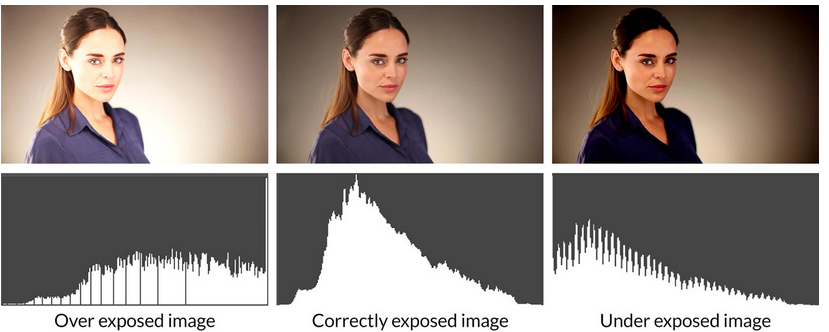 Over exposed image
Correctly exposed image
Under exposed image